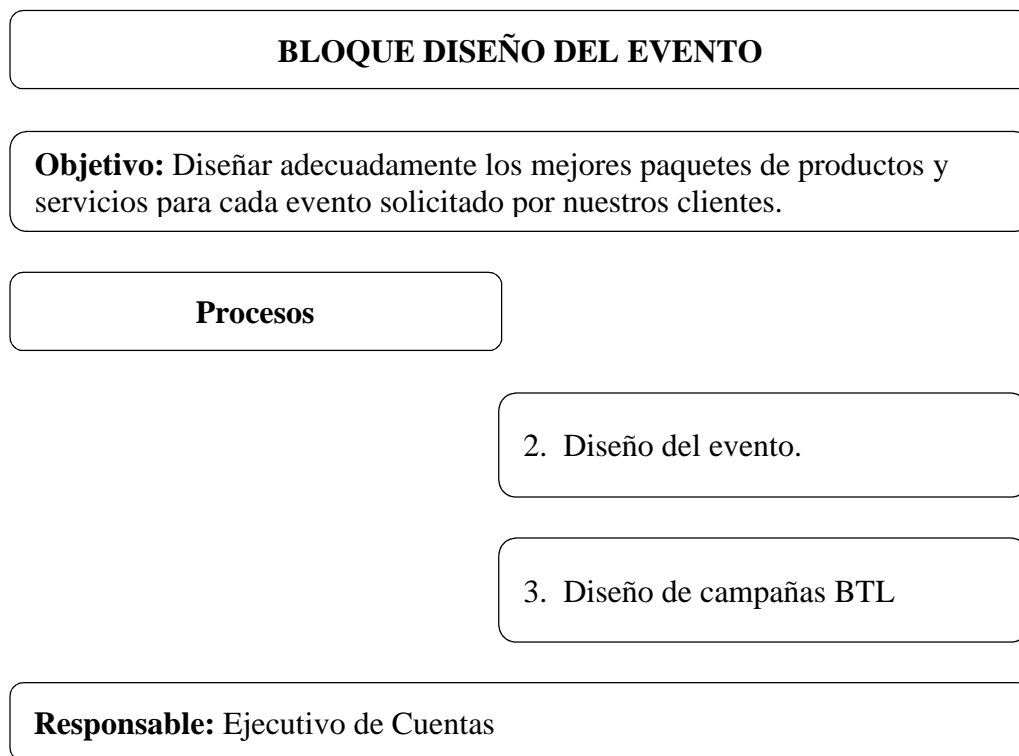 BLOQUE DISEÑO DEL EVENTO
Objetivo: Diseñar adecuadamente los mejores paquetes de productos y
servicios para cada evento solicitado por nuestros clientes.
Procesos
2. Diseño del evento.
3. Diseño de campañas BTL
Responsable: Ejecutivo de Cuentas